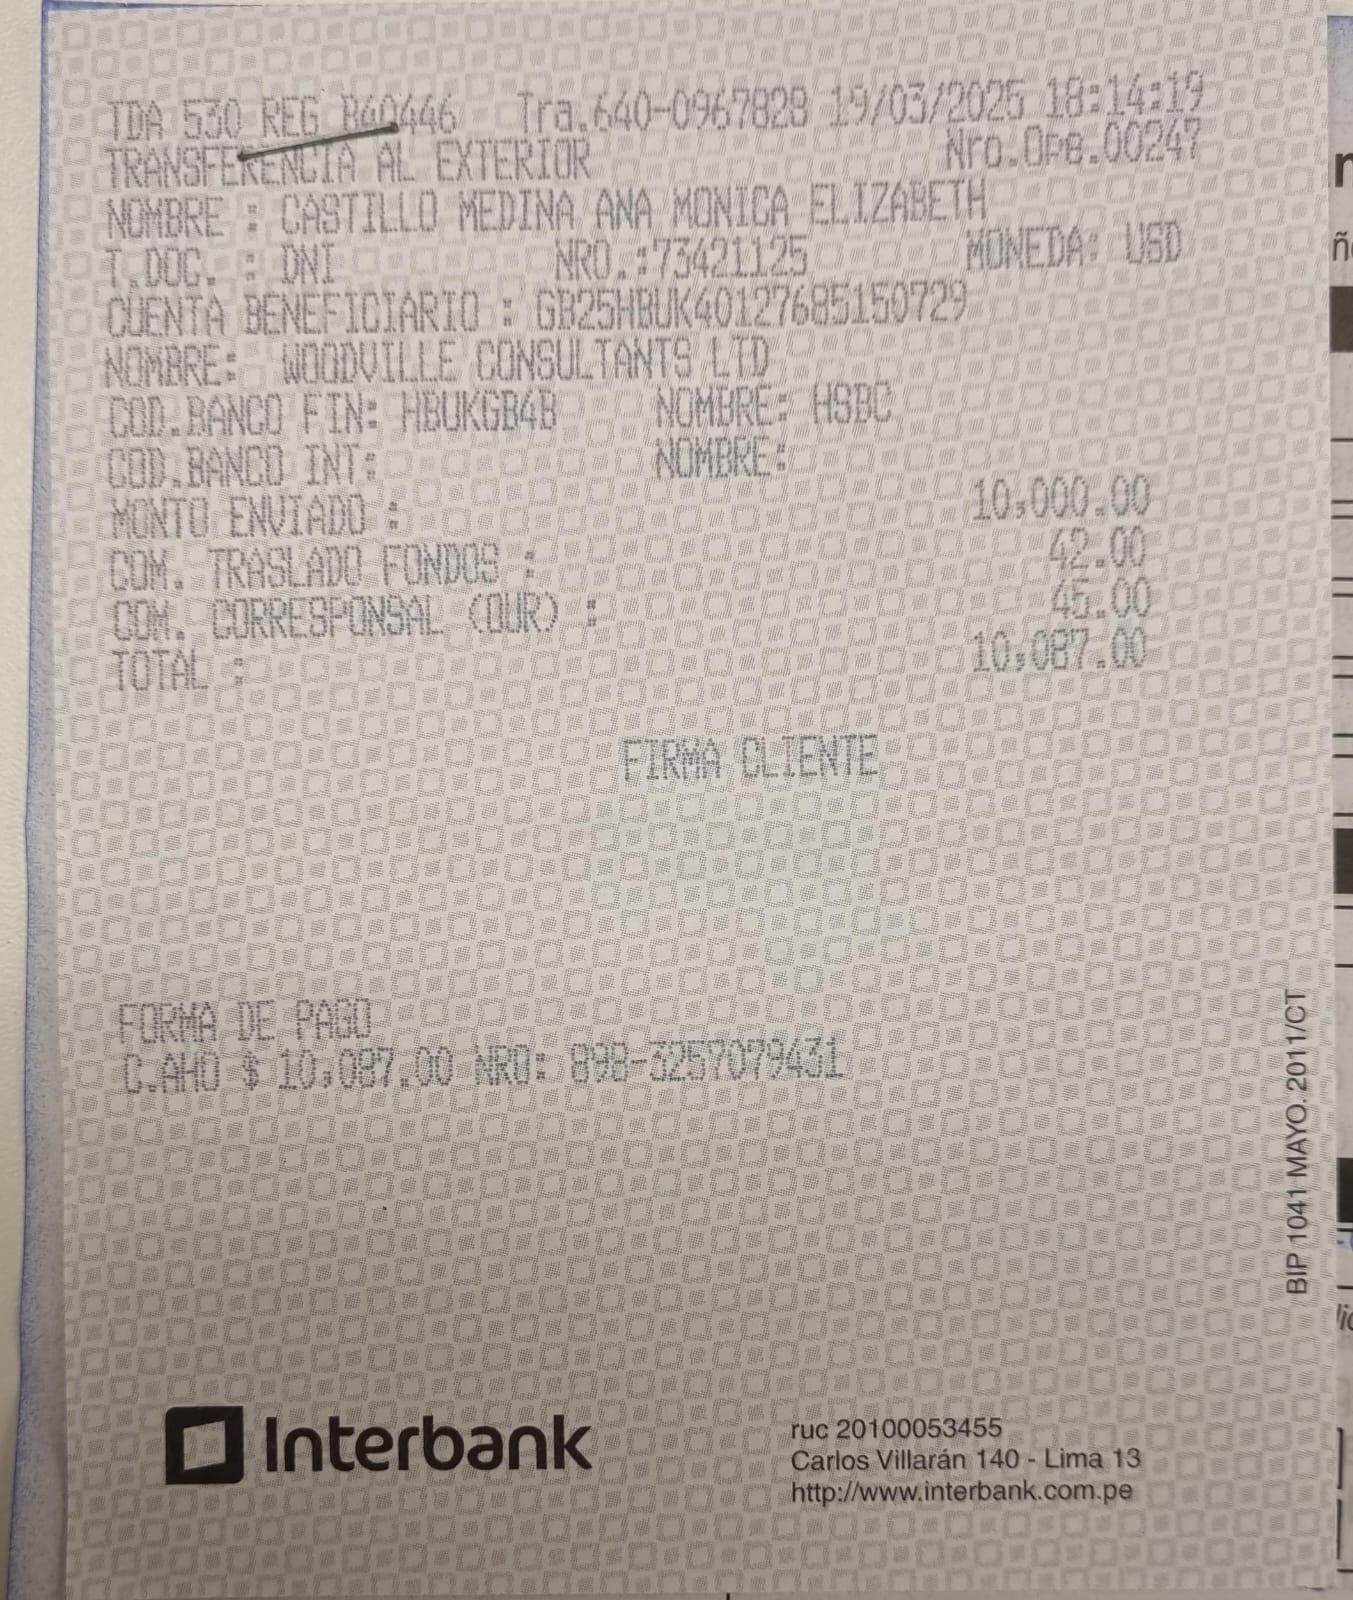 TDA 530 REG B40446 Tra.640-0967828 19/03/2025 18:14:19
TRANSFERENCIA AL EXTERIOR Nro.Ope.00247
NOMBRE : CASTILLO MEDINA ANA MONICA ELIZABETH
T.DOC. : DNI NRO.:73421125 MONEDA: USD
CUENTA BENEFICIARIO : GB25HBUK40127685150729
NOMBRE: WOODVILLE CONSULTANTS LTD
COD.BANCO FIN: HBUKGB4B NOMBRE: HSBC
COD.BANCO INT: NOMBRE:
MONTO ENVIADO : 10,000.00
COM. TRASLADO FONDOS : 42.00
COM. CORRESPONSAL (OUR) : 45.00
TOTAL : 10,087.00
FIRMA CLIENTE
FORMA DE PAGO
C.AHO $ 10,087.00 NRO: 898-3257079431
BIP 1041 MAYO. 2011/CT
Interbank
ruc 20100053455
Carlos Villarán 140 - Lima 13
http://www.interbank.com.pe